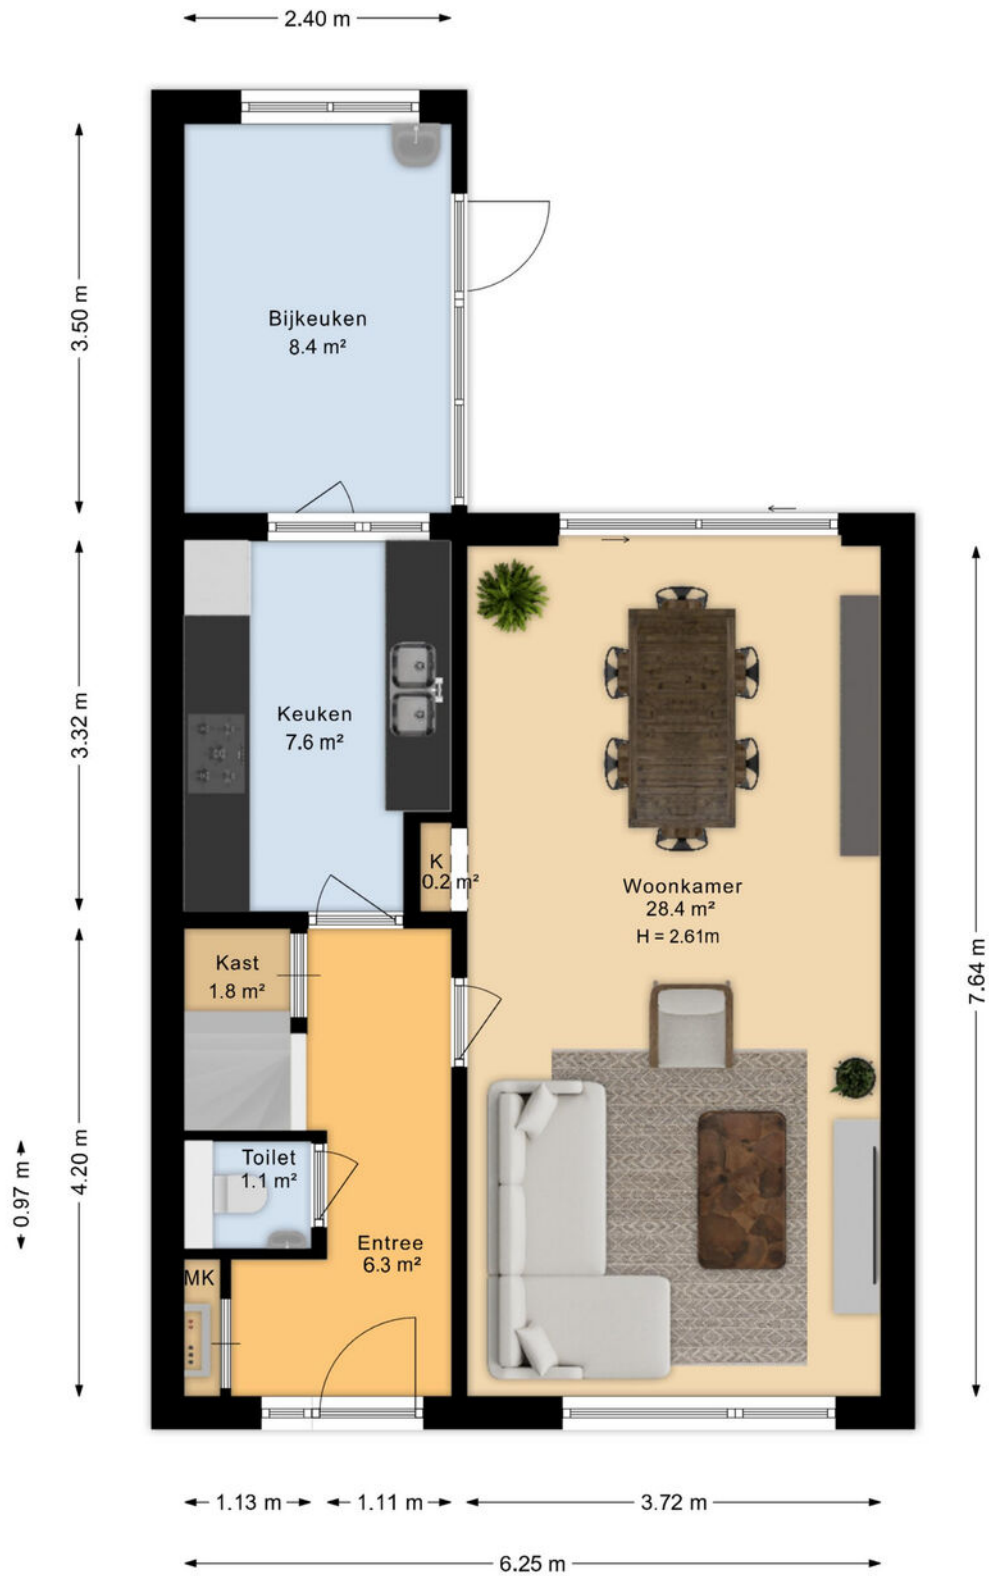 2.40 m
3.50 m
Bijkeuken
8.4 m²
3.32 m
Keuken
7.6 m²
K
0.2 m²
Woonkamer
28.4 m²
H = 2.61m
7.64 m
Kast
1.8 m²
4.20 m
0.97 m
Toilet
1.1 m²
Entree
6.3 m²
MK
1.13 m
1.11 m
3.72 m
6.25 m